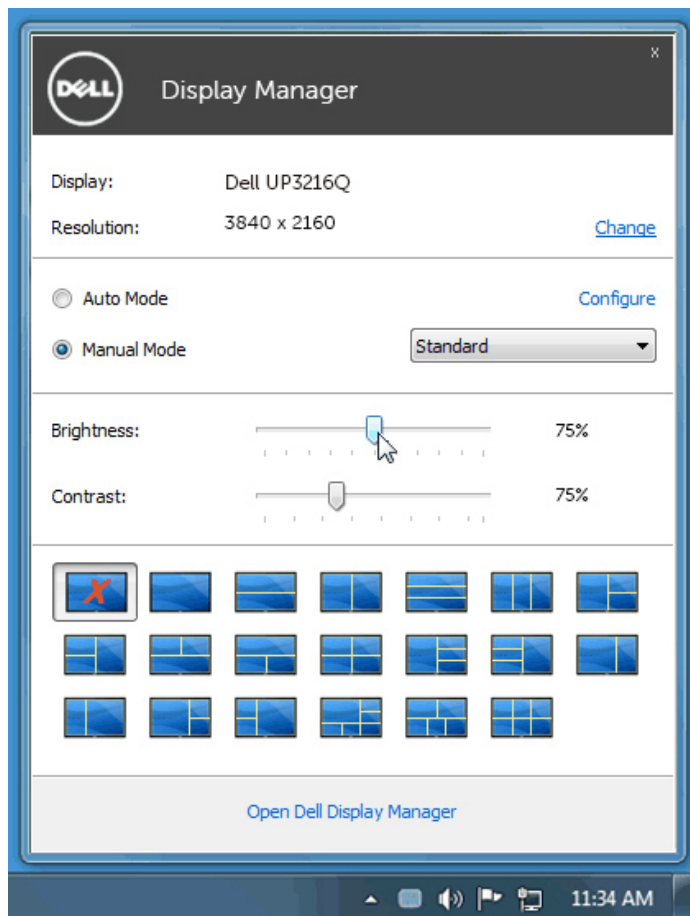 DELL
Display Manager
x
Display: Dell UP3216Q
Resolution: 3840 x 2160 Change
Auto Mode Configure
Manual Mode Standard
Brightness: 75%
Contrast: 75%
X
Open Dell Display Manager
11:34 AM